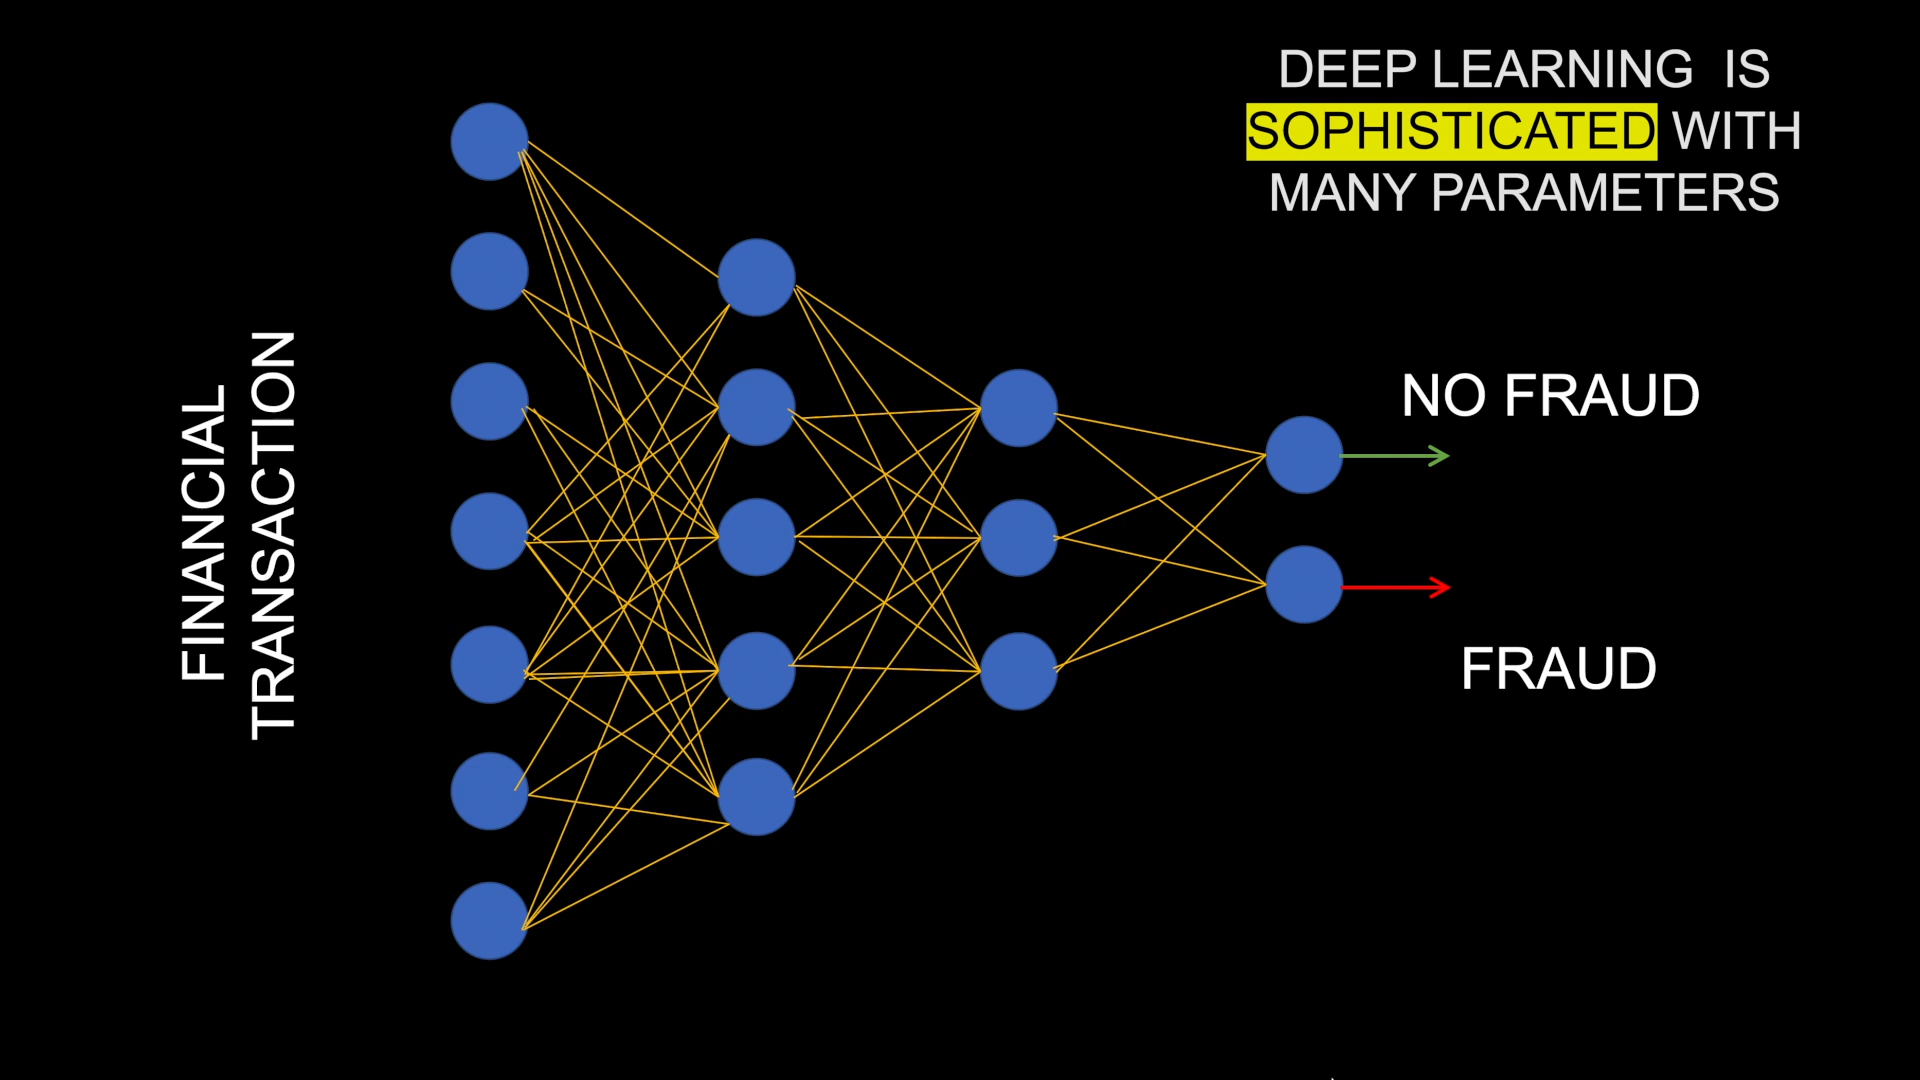 DEEP LEARNING IS
SOPHISTICATED WITH
MANY PARAMETERS
FINANCIAL
TRANSACTION
NO FRAUD
FRAUD